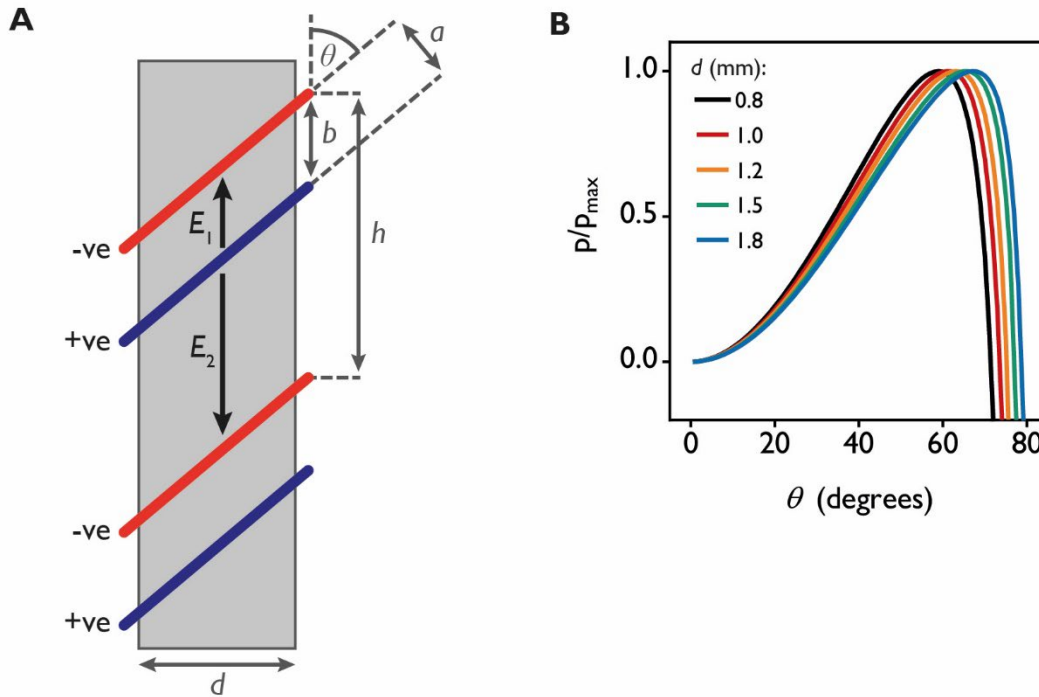 A
θ
a
b
h
E1
E2
-ve
+ve
-ve
+ve
d
B
p/pmax
1.0
0.5
0.0
d (mm):
0.8
1.0
1.2
1.5
1.8
0 20 40 60 80
θ (degrees)